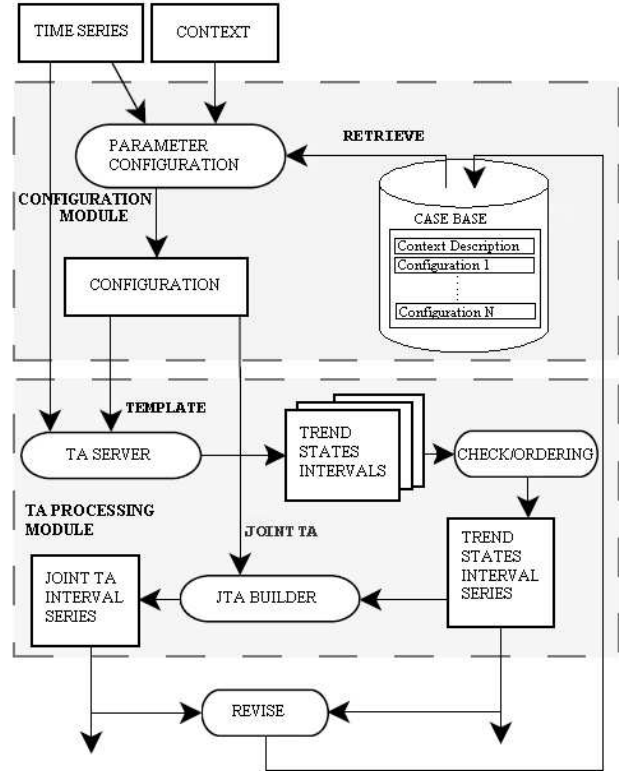 TIME SERIES
CONTEXT
RETRIEVE
PARAMETER
CONFIGURATION
CONFIGURATION
MODULE
CASE BASE
Context Description
Configuration 1
Configuration N
CONFIGURATION
TEMPLATE
TA SERVER
TREND
STATES
INTERVALS
CHECK/ORDERING
TA PROCESSING
MODULE
JOINT TA
TREND
STATES
INTERVAL
SERIES
JOINT TA
INTERVAL
SERIES
JTA BUILDER
REVISE